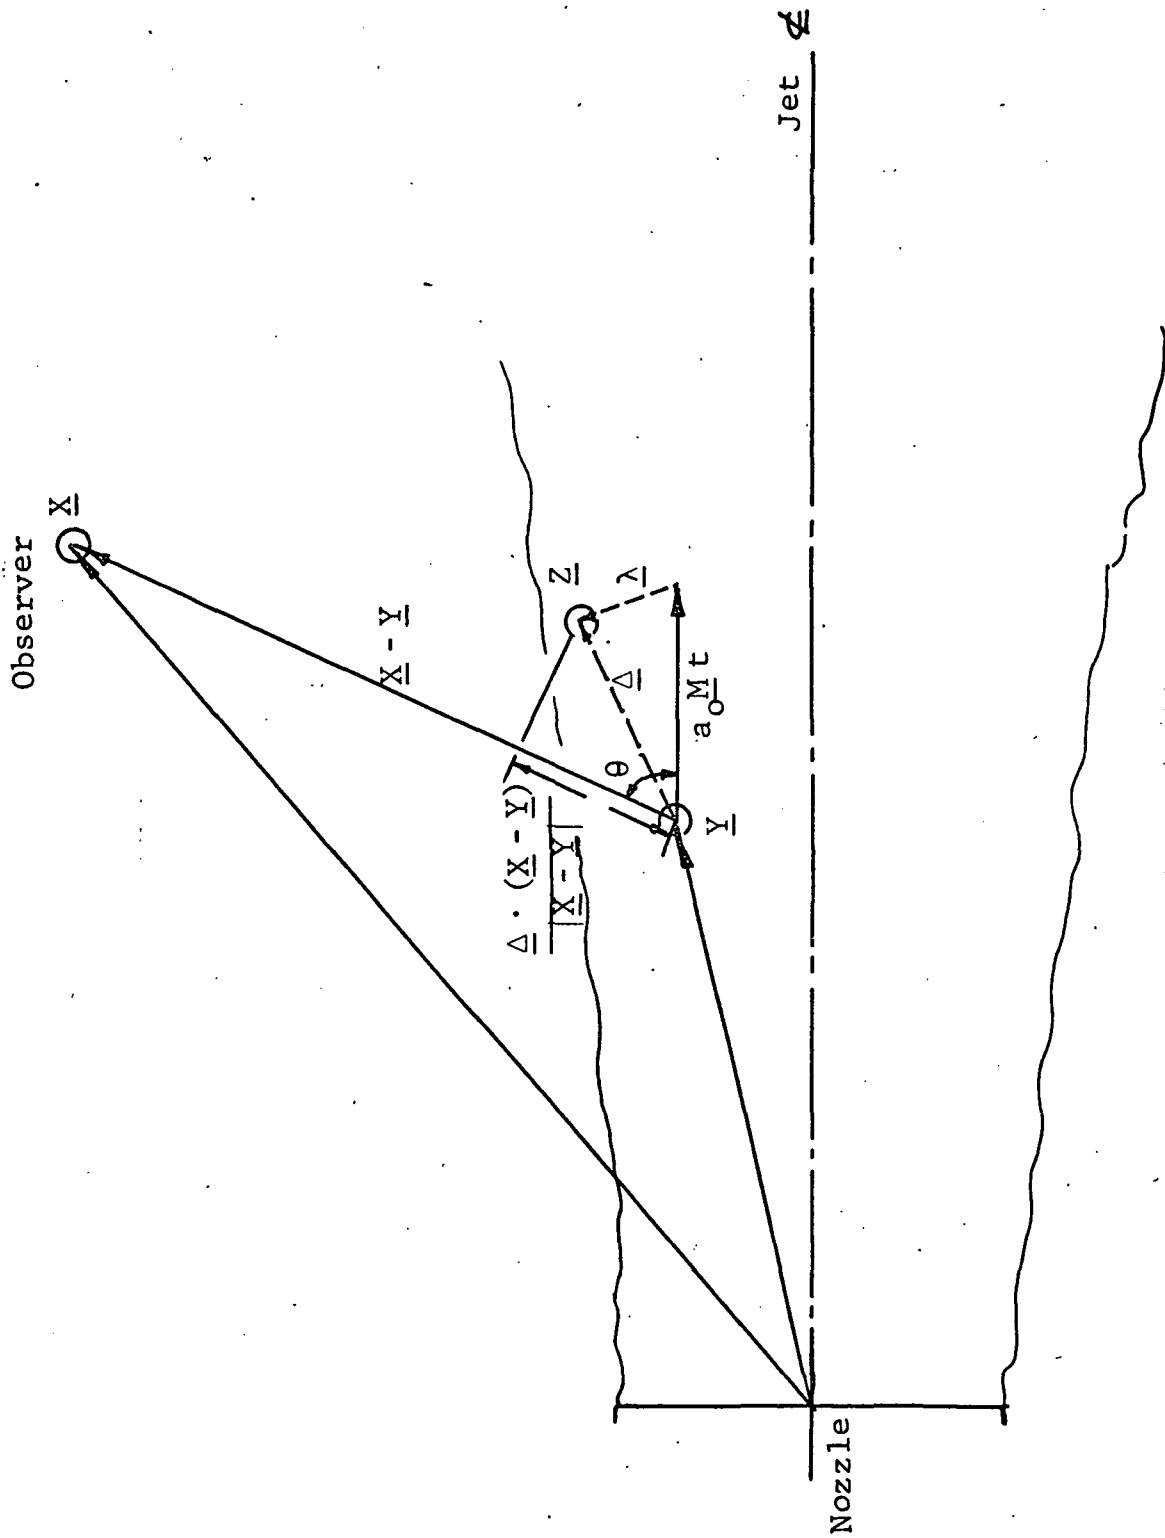 Observer
X
X - Y
Z
λ
Δ
θ
a₀Mt
Δ · (X - Y)
|X - Y|
Y
Jet ℄
Nozzle